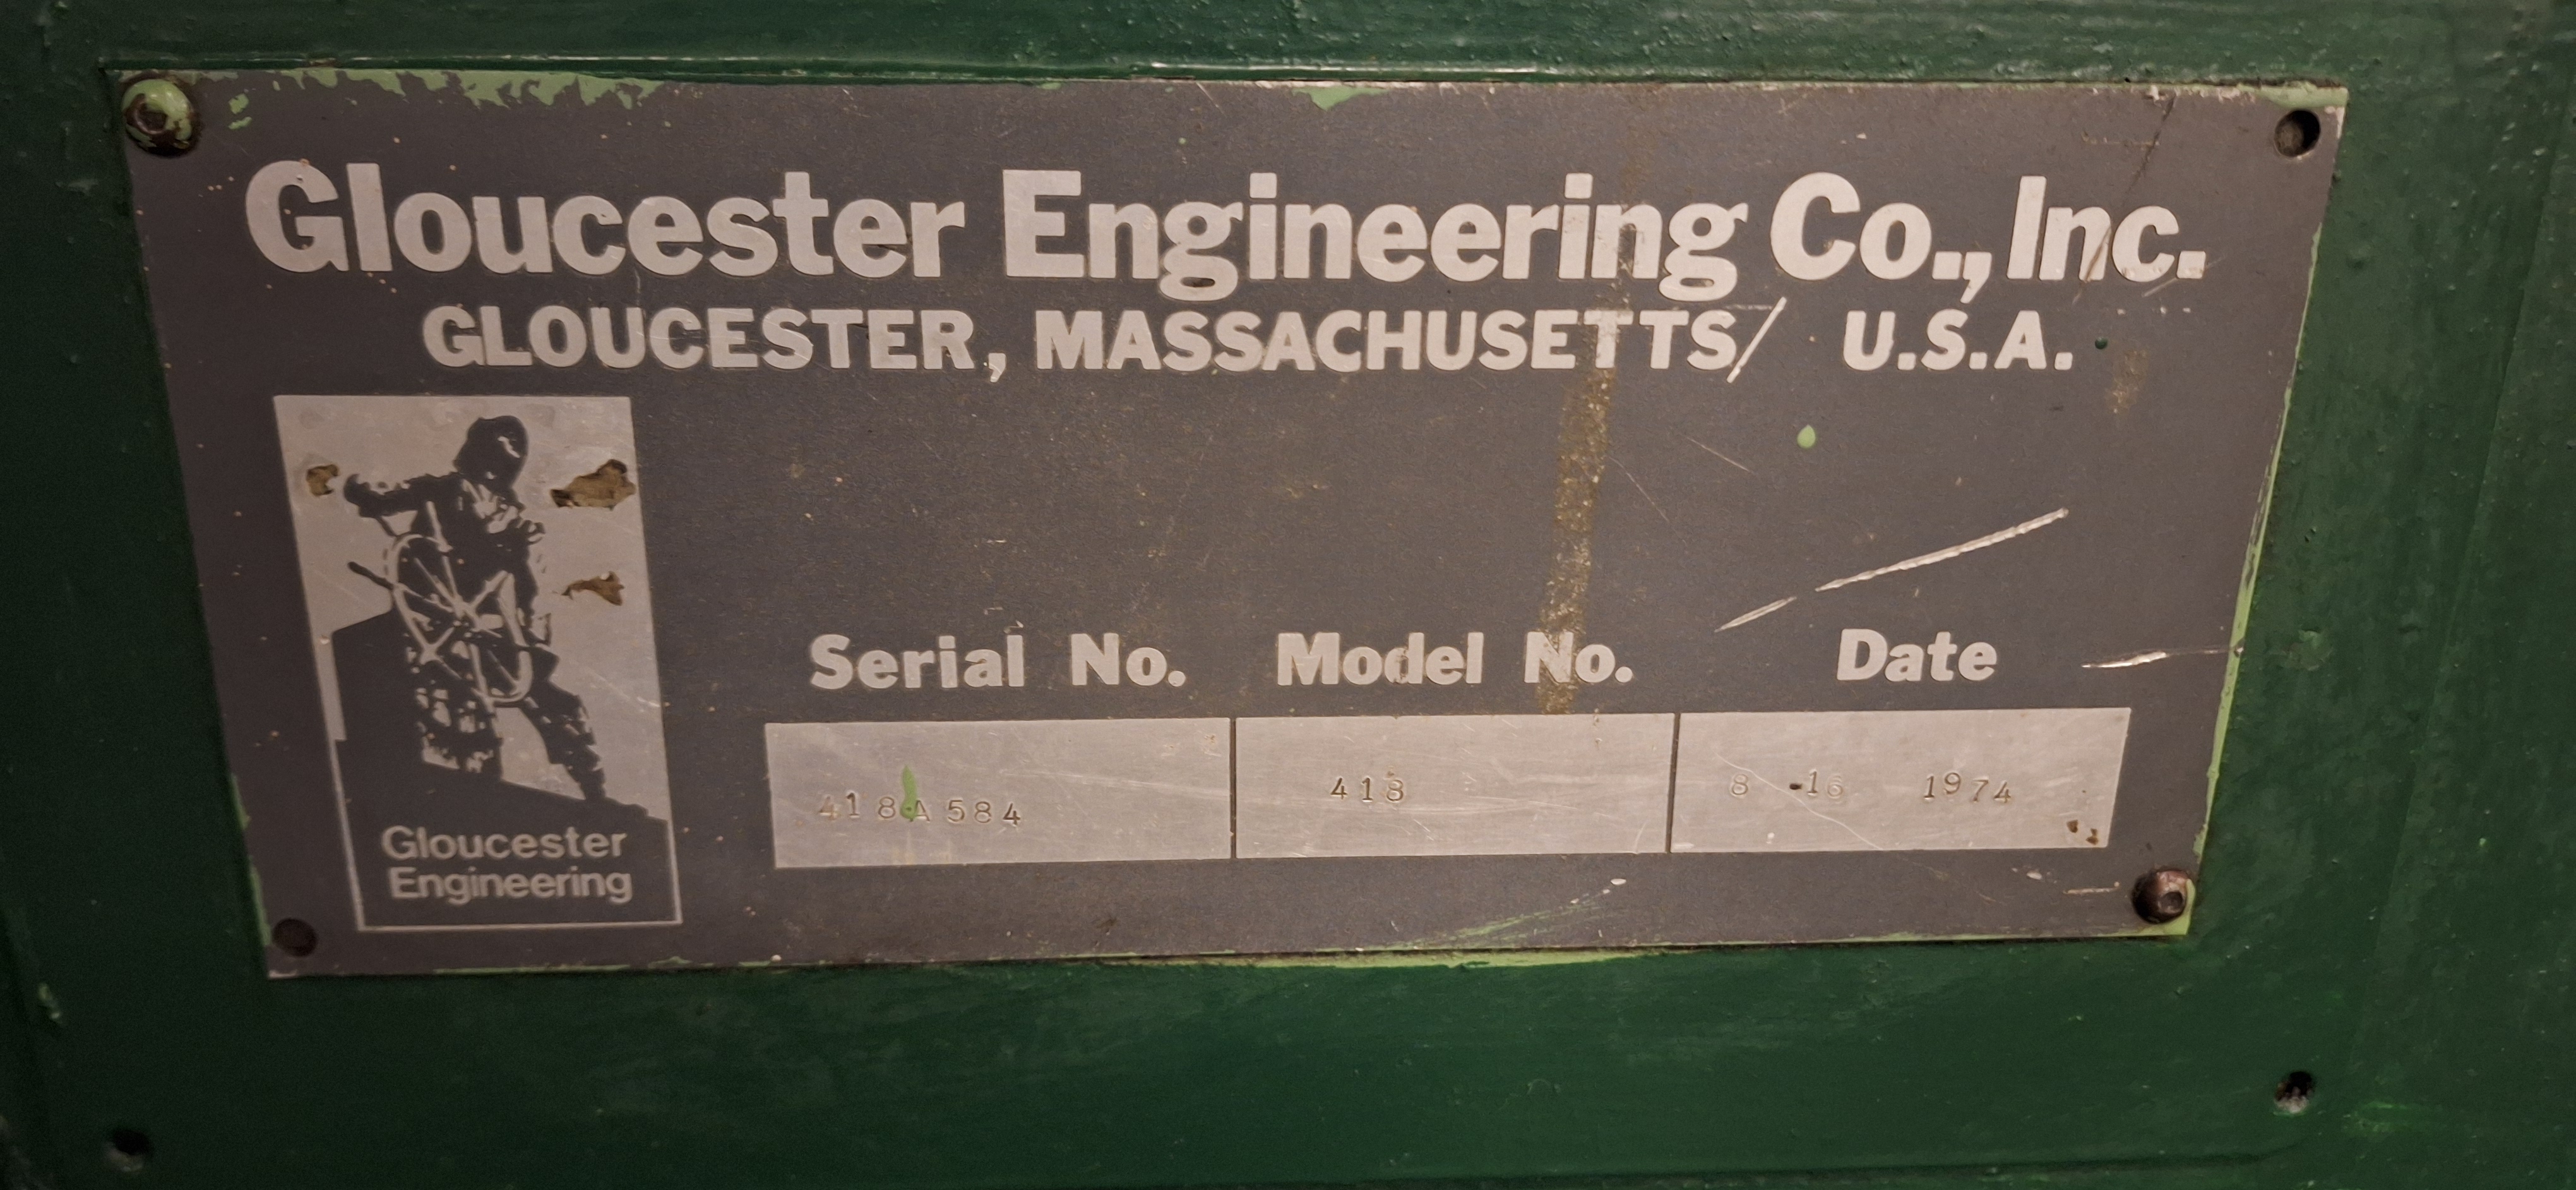 Gloucester Engineering Co., Inc.
GLOUCESTER, MASSACHUSETTS/ U.S.A.
Serial No. Model No. Date
418A584 418 8 -16 1974
Gloucester
Engineering